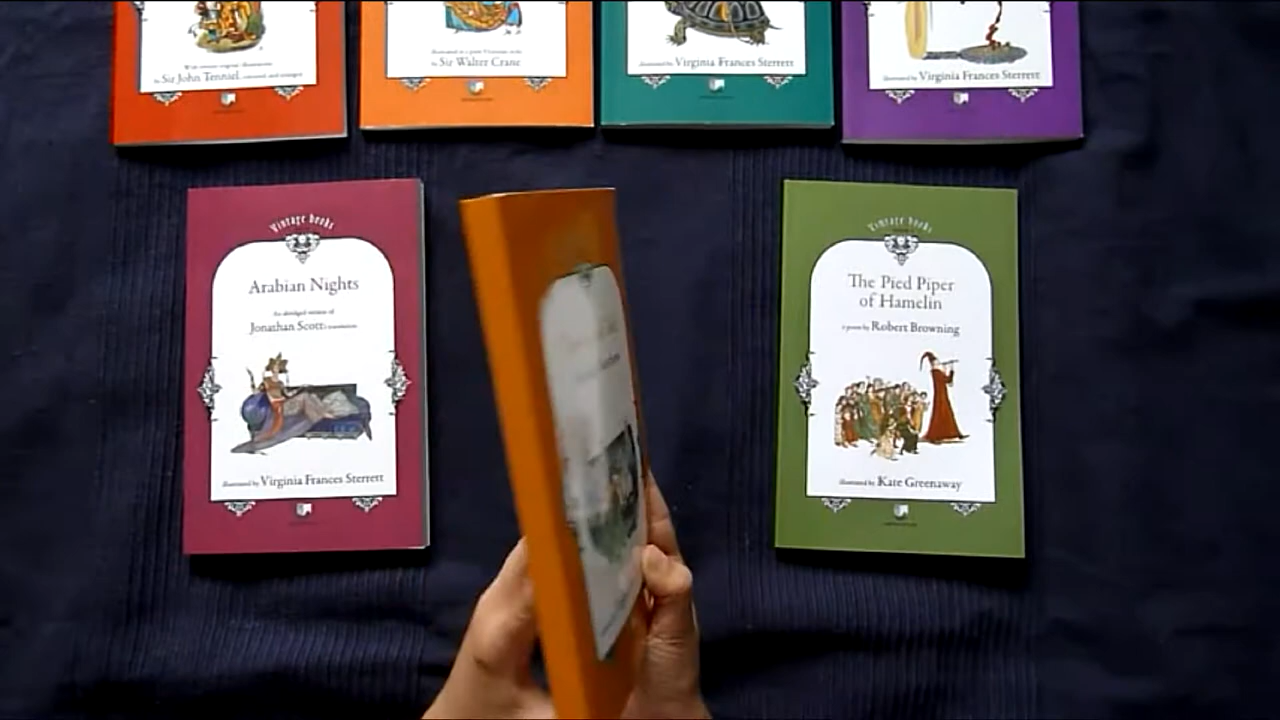 by Sir John Tenniel,
by Sir Walter Crane
illustrated by Virginia Frances Sterrett
illustrated by Virginia Frances Sterrett
Vintage books
Arabian Nights
An abridged version of
Jonathan Scott's translation
illustrated by Virginia Frances Sterrett
Vintage books
The Pied Piper
of Hamelin
a poem by Robert Browning
illustrated by Kate Greenaway